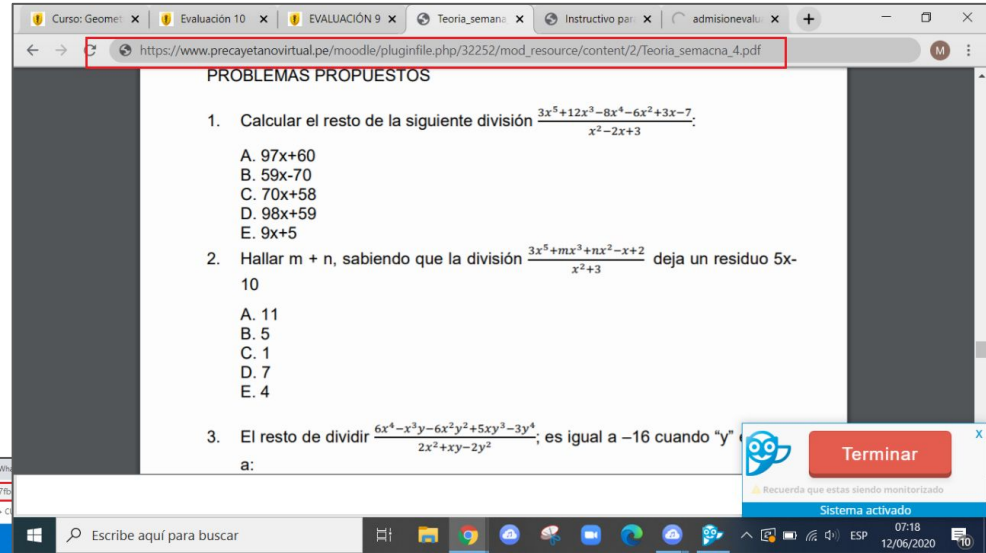 Curso: Geomet
Evaluación 10
EVALUACIÓN 9
Teoria_semana
Instructivo par
admisionevalu
https://www.precayetanovirtual.pe/moodle/pluginfile.php/32252/mod_resource/content/2/Teoria_semacna_4.pdf
M
PROBLEMAS PROPUESTOS
1. Calcular el resto de la siguiente división (3x⁵+12x³−8x⁴−6x²+3x−7)/(x²−2x+3):
A. 97x+60
B. 59x-70
C. 70x+58
D. 98x+59
E. 9x+5
2. Hallar m + n, sabiendo que la división (3x⁵+mx³+nx²−x+2)/(x²+3) deja un residuo 5x-
10
A. 11
B. 5
C. 1
D. 7
E. 4
3. El resto de dividir (6x⁴−x³y−6x²y²+5xy³−3y⁴)/(2x²+xy−2y²); es igual a –16 cuando “y”
a:
Terminar
x
Recuerda que estas siendo monitorizado
Sistema activado
Escribe aquí para buscar
ESP
07:18
12/06/2020
10